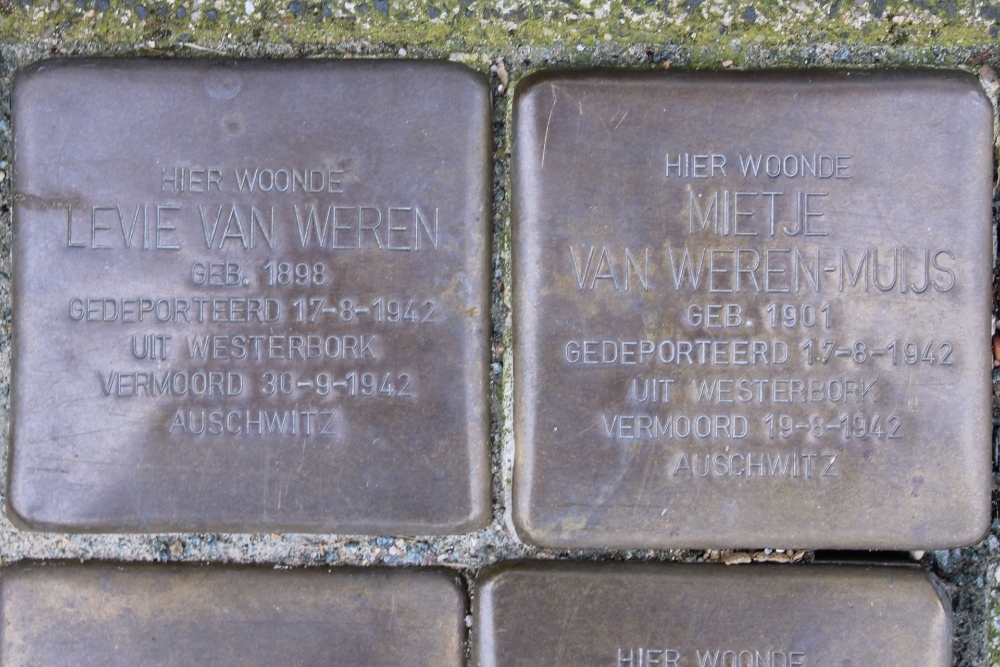 HIER WOONDE
LEVIE VAN WEREN
GEB. 1898
GEDEPORTEERD 17-8-1942
UIT WESTERBORK
VERMOORD 30-9-1942
AUSCHWITZ
HIER WOONDE
MIETJE
VAN WEREN-MUIJS
GEB. 1901
GEDEPORTEERD 17-8-1942
UIT WESTERBORK
VERMOORD 19-8-1942
AUSCHWITZ
HIER WOONDE